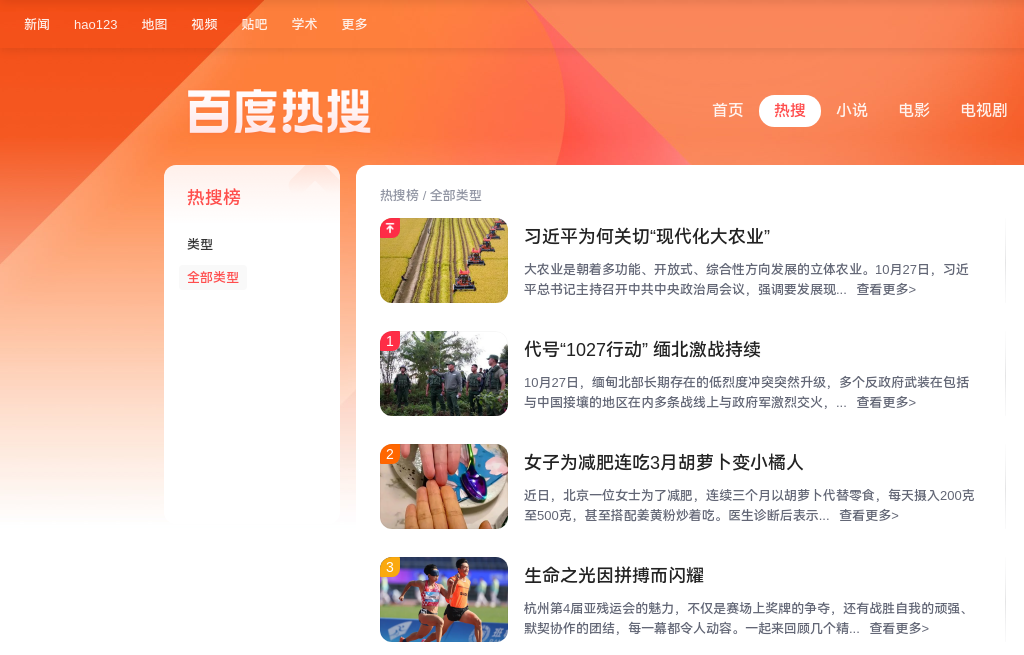 新闻 hao123 地图 视频 贴吧 学术 更多
百度热搜
首页 热搜 小说 电影 电视剧
热搜榜
类型
全部类型
热搜榜 / 全部类型
习近平为何关切“现代化大农业”
大农业是朝着多功能、开放式、综合性方向发展的立体农业。10月27日，习近
平总书记主持召开中共中央政治局会议，强调要发展现... 查看更多>
1
代号“1027行动” 缅北激战持续
10月27日，缅甸北部长期存在的低烈度冲突突然升级，多个反政府武装在包括
与中国接壤的地区在内多条战线上与政府军激烈交火，... 查看更多>
2
女子为减肥连吃3月胡萝卜变小橘人
近日，北京一位女士为了减肥，连续三个月以胡萝卜代替零食，每天摄入200克
至500克，甚至搭配姜黄粉炒着吃。医生诊断后表示... 查看更多>
3
生命之光因拼搏而闪耀
杭州第4届亚残运会的魅力，不仅是赛场上奖牌的争夺，还有战胜自我的顽强、
默契协作的团结，每一幕都令人动容。一起来回顾几个精... 查看更多>